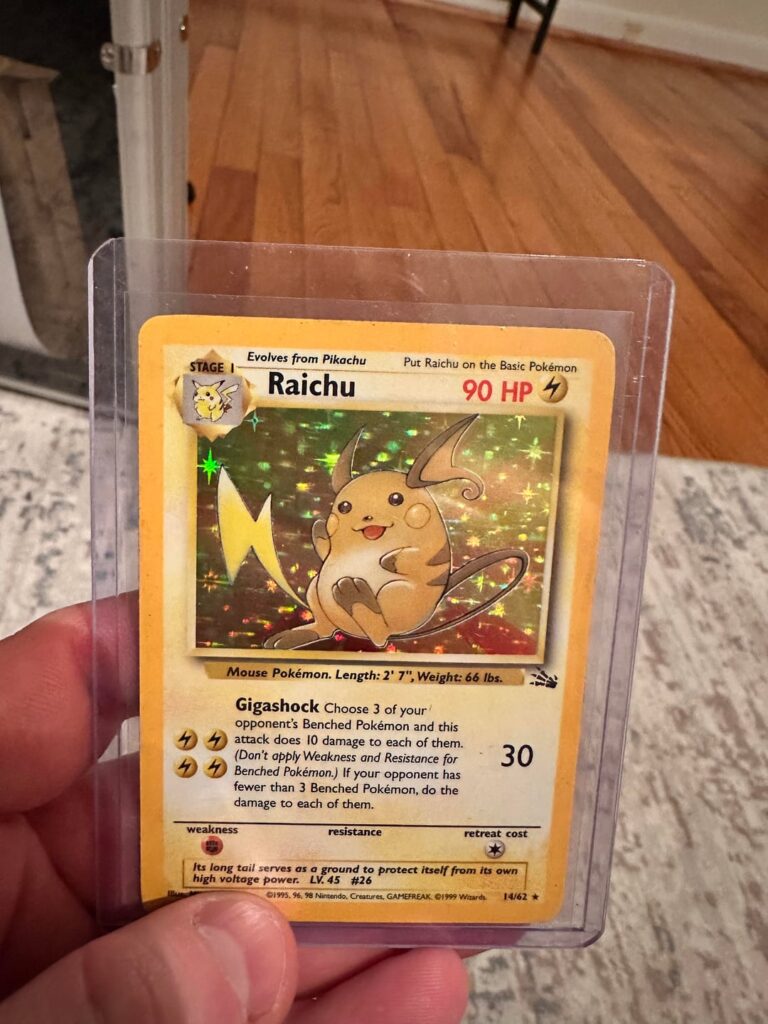 Evolves from Pikachu Put Raichu on the Basic Pokémon
STAGE 1
Raichu 90 HP
Mouse Pokémon. Length: 2' 7", Weight: 66 lbs.
Gigashock Choose 3 of your
opponent's Benched Pokémon and this
attack does 10 damage to each of them.
(Don't apply Weakness and Resistance for
Benched Pokémon.) If your opponent has
fewer than 3 Benched Pokémon, do the
damage to each of them.
30
weakness resistance retreat cost
Its long tail serves as a ground to protect itself from its own
high voltage power. LV. 45 #26
©1995, 96, 98 Nintendo, Creatures, GAMEFREAK. ©1999 Wizards. 14/62 ★